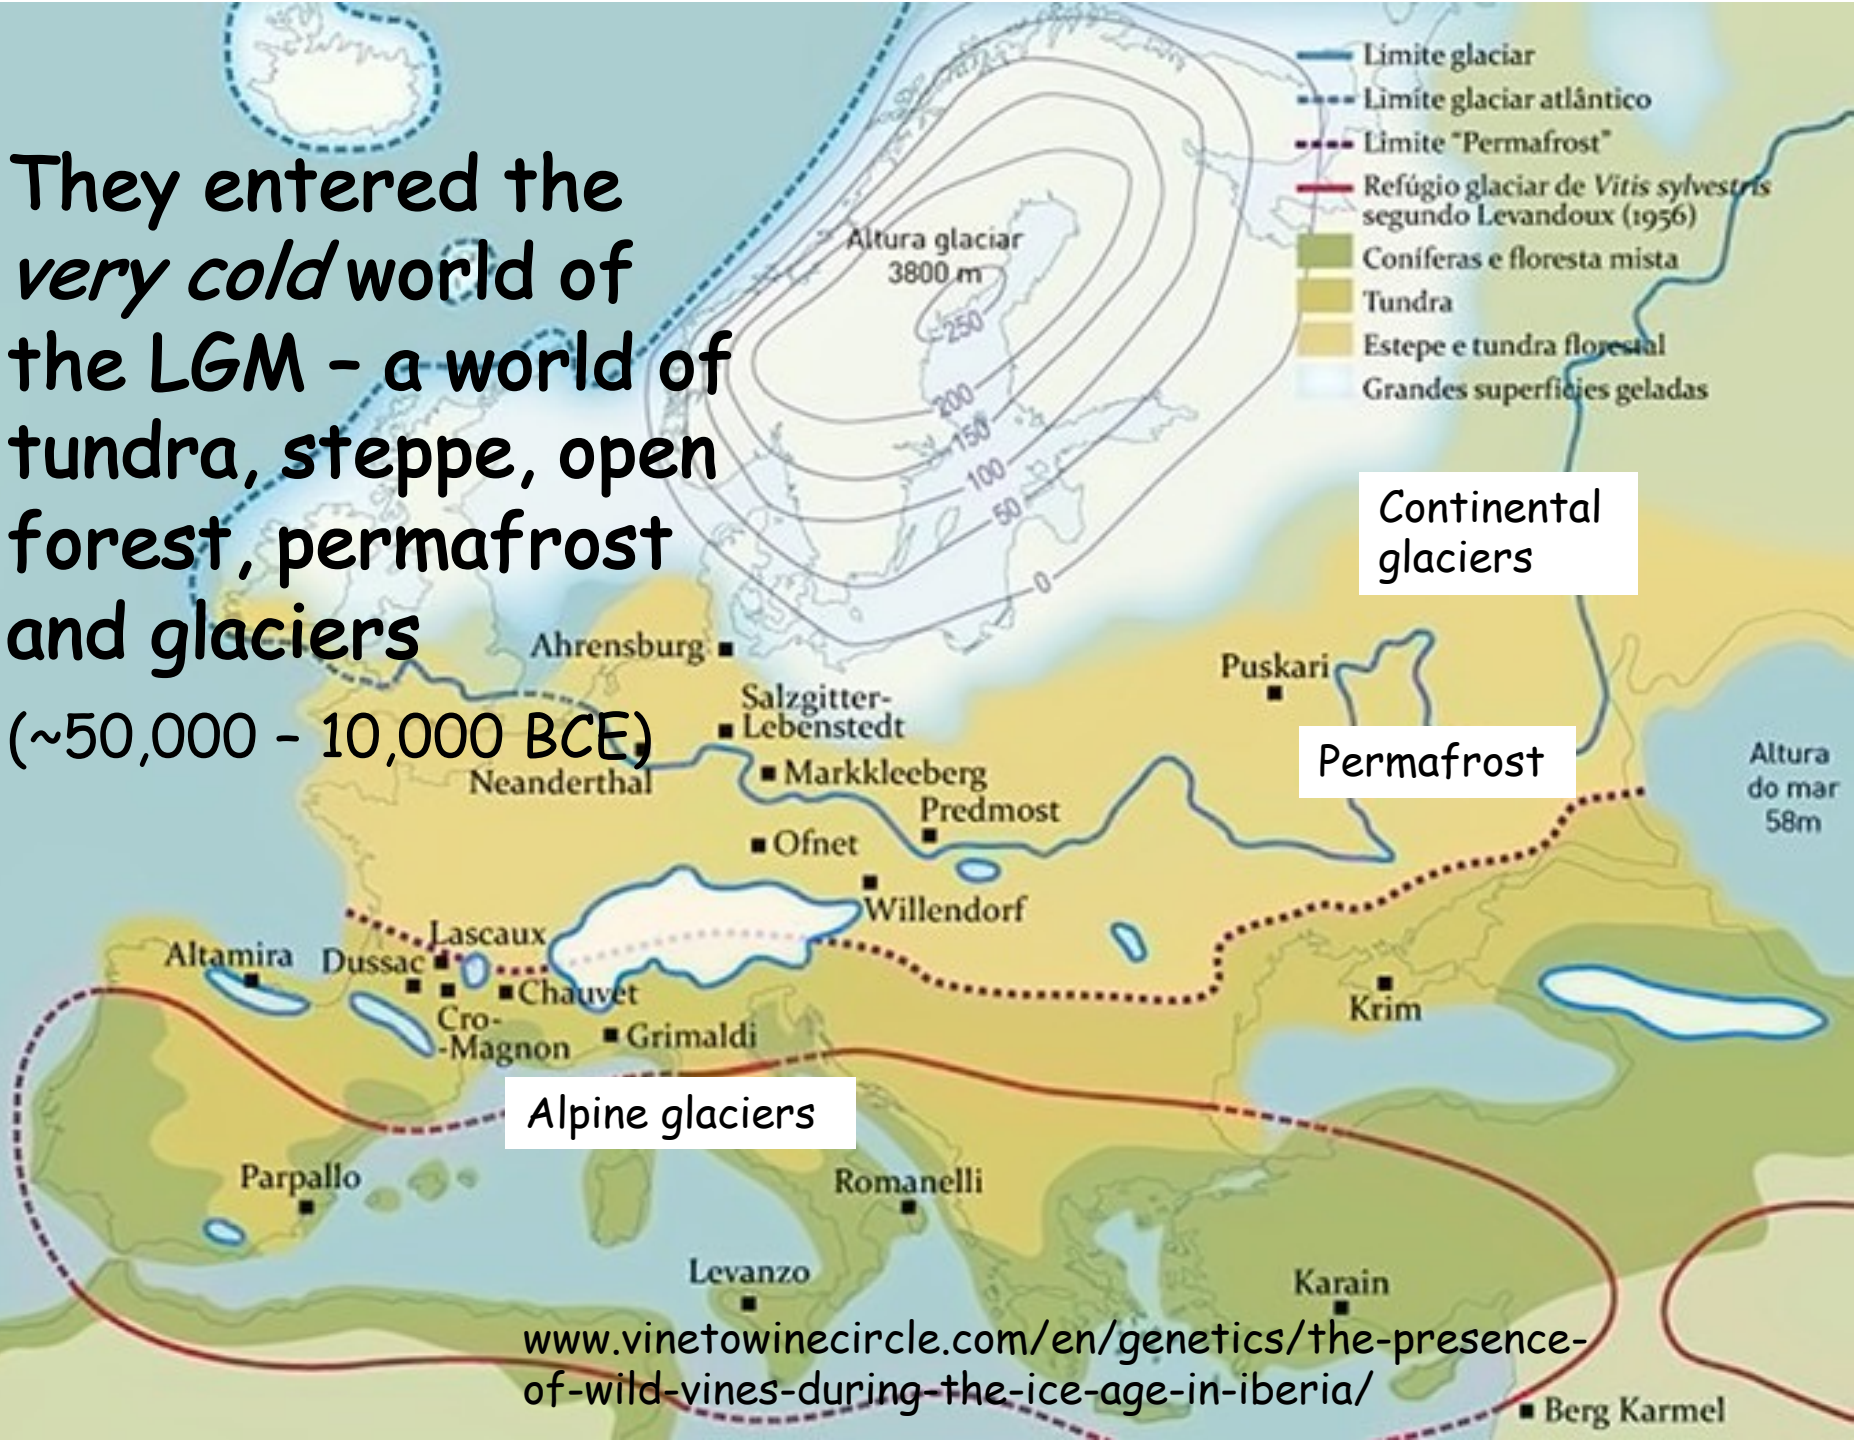 They entered the
very cold world of
the LGM – a world of
tundra, steppe, open
forest, permafrost
and glaciers
(~50,000 – 10,000 BCE)
Limite glaciar
Limite glaciar atlântico
Limite “Permafrost”
Refúgio glaciar de Vitis sylvestris
segundo Levandoux (1956)
Coníferas e floresta mista
Tundra
Estepe e tundra florestal
Grandes superfícies geladas
Altura glaciar
3800 m
250
200
150
100
50
0
Continental
glaciers
Ahrensburg
Puskari
Salzgitter-
Lebenstedt
Permafrost
Neanderthal
Markkleeberg
Altura
do mar
58m
Predmost
Ofnet
Willendorf
Lascaux
Altamira
Dussac
Chauvet
Krim
Cro-
-Magnon
Grimaldi
Alpine glaciers
Parpallo
Romanelli
Levanzo
Karain
www.vinetowinecircle.com/en/genetics/the-presence-
of-wild-vines-during-the-ice-age-in-iberia/
Berg Karmel